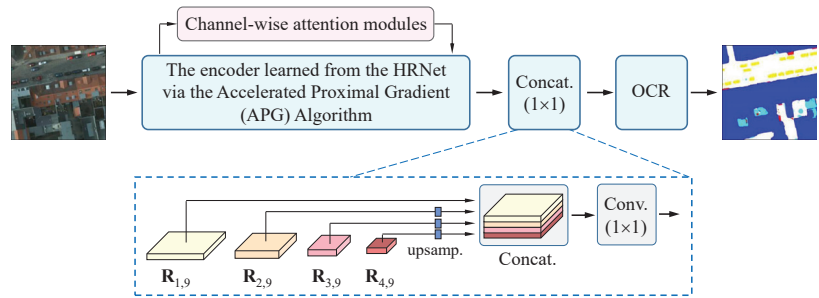 Channel-wise attention modules
The encoder learned from the HRNet
via the Accelerated Proximal Gradient
(APG) Algorithm
Concat.
(1×1)
OCR
R1,9
R2,9
R3,9
R4,9
upsamp.
Concat.
Conv.
(1×1)